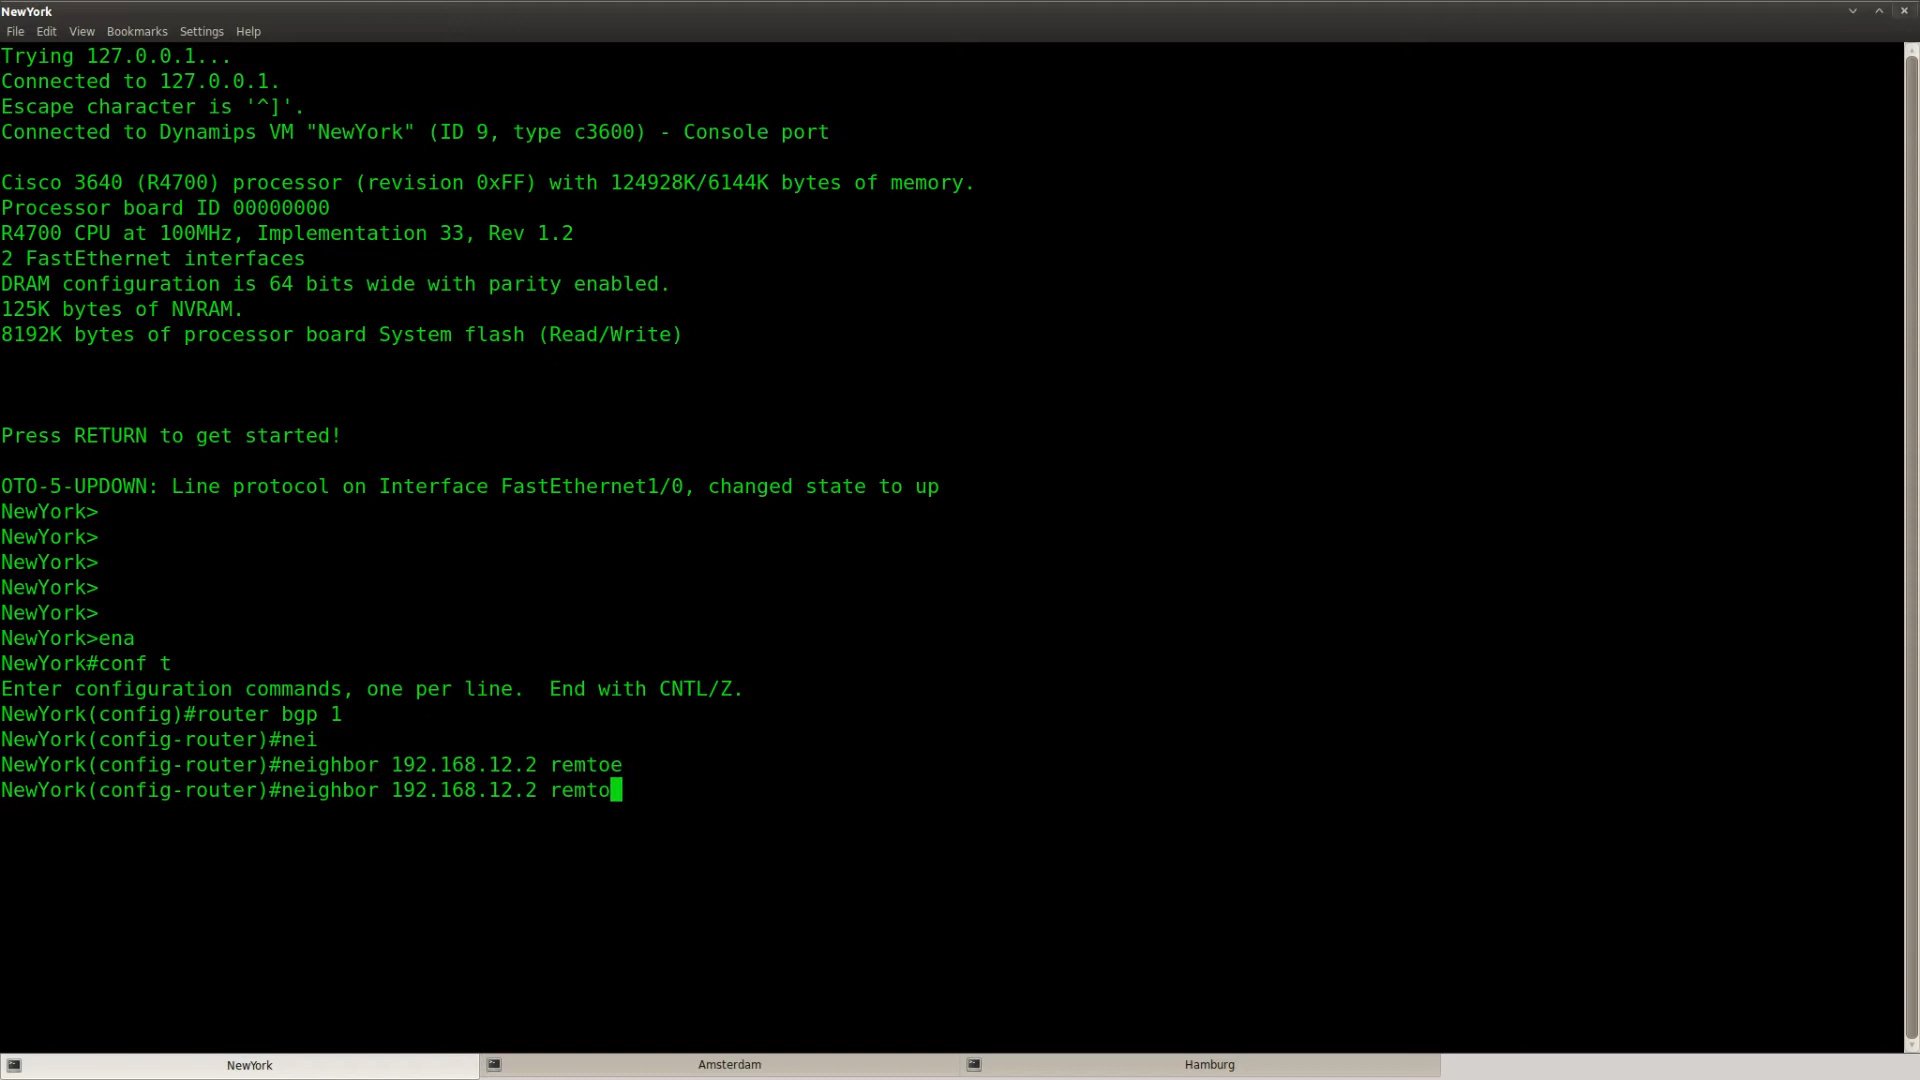 NewYork
File Edit View Bookmarks Settings Help
Trying 127.0.0.1...
Connected to 127.0.0.1.
Escape character is '^]'.
Connected to Dynamips VM "NewYork" (ID 9, type c3600) - Console port
Cisco 3640 (R4700) processor (revision 0xFF) with 124928K/6144K bytes of memory.
Processor board ID 00000000
R4700 CPU at 100MHz, Implementation 33, Rev 1.2
2 FastEthernet interfaces
DRAM configuration is 64 bits wide with parity enabled.
125K bytes of NVRAM.
8192K bytes of processor board System flash (Read/Write)
Press RETURN to get started!
OTO-5-UPDOWN: Line protocol on Interface FastEthernet1/0, changed state to up
NewYork>
NewYork>
NewYork>
NewYork>
NewYork>
NewYork>ena
NewYork#conf t
Enter configuration commands, one per line.  End with CNTL/Z.
NewYork(config)#router bgp 1
NewYork(config-router)#nei
NewYork(config-router)#neighbor 192.168.12.2 remtoe
NewYork(config-router)#neighbor 192.168.12.2 remto
NewYork Amsterdam Hamburg